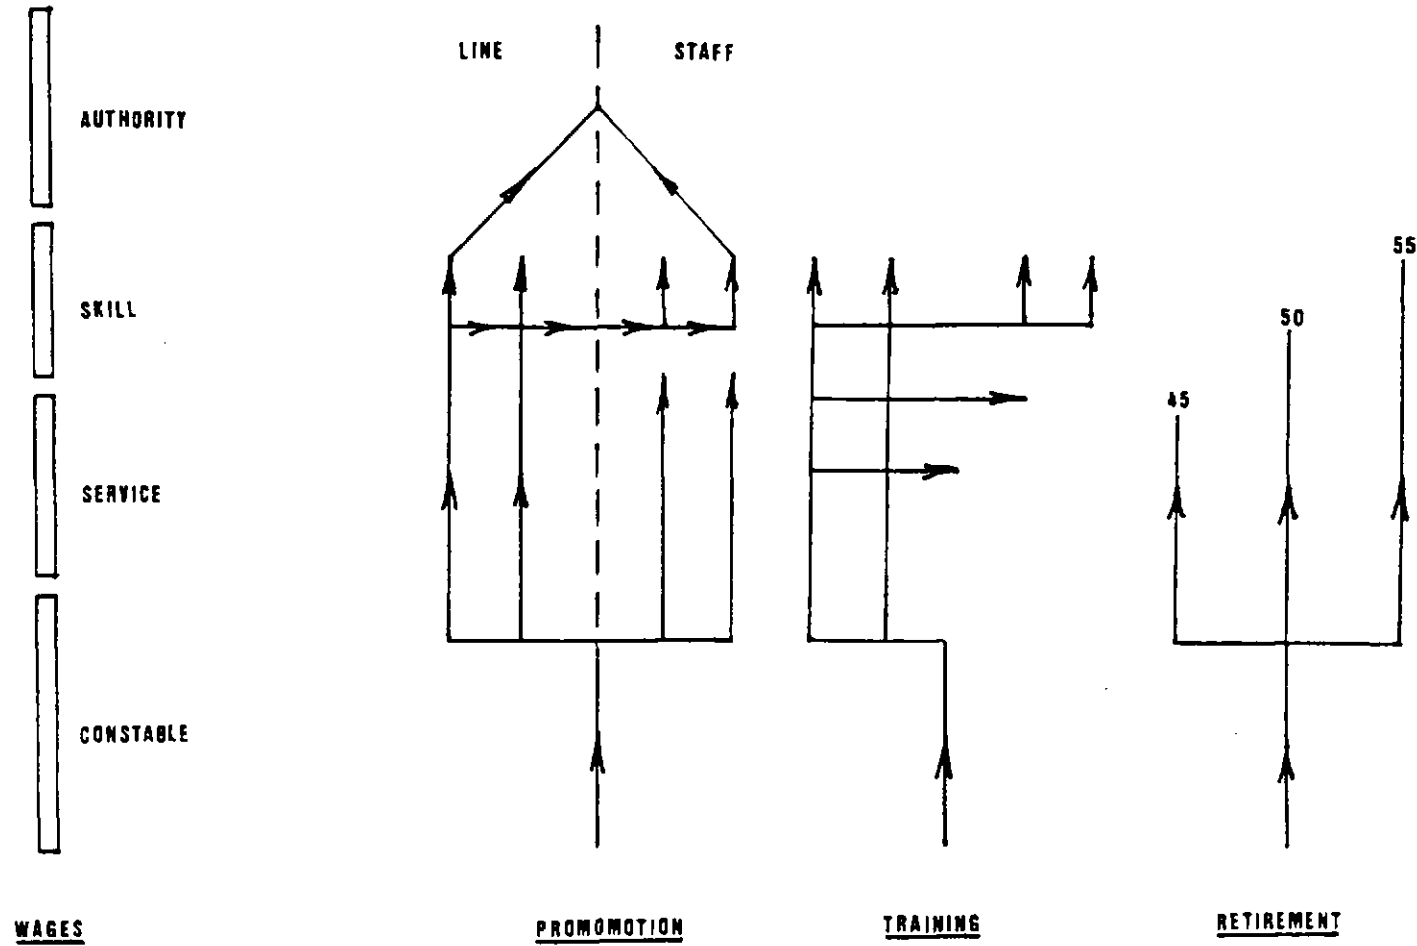 LINE
STAFF
AUTHORITY
SKILL
SERVICE
CONSTABLE
45
50
55
WAGES
PROMOMOTION
TRAINING
RETIREMENT